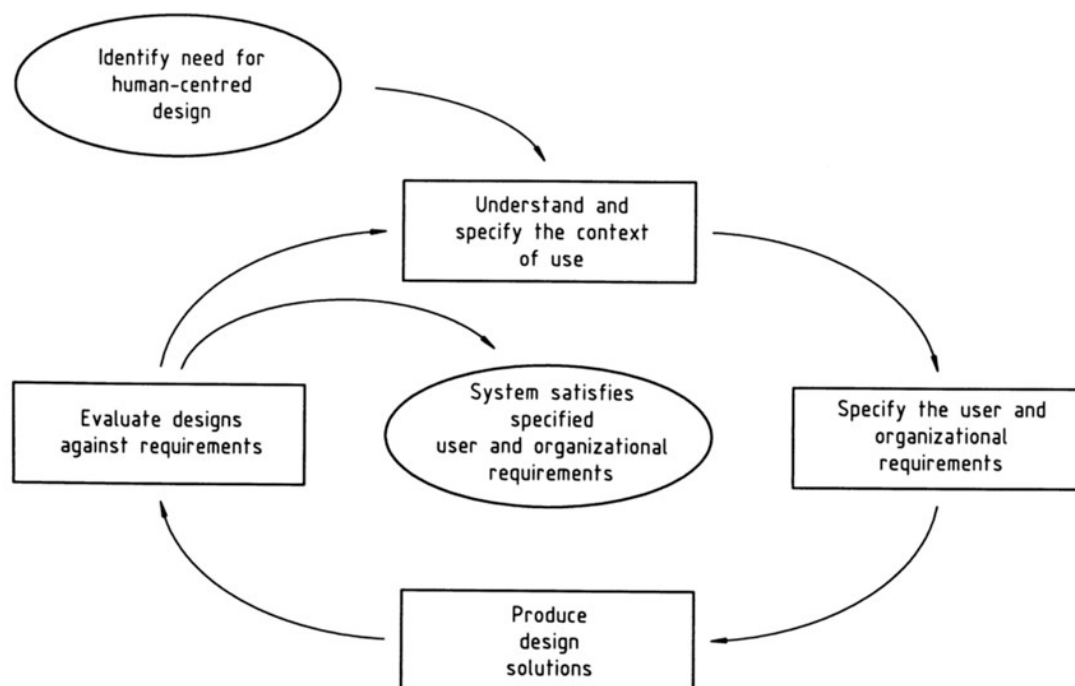 Identify need for
human-centred
design
Understand and
specify the context
of use
Evaluate designs
against requirements
System satisfies
specified
user and organizational
requirements
Specify the user and
organizational
requirements
Produce
design
solutions